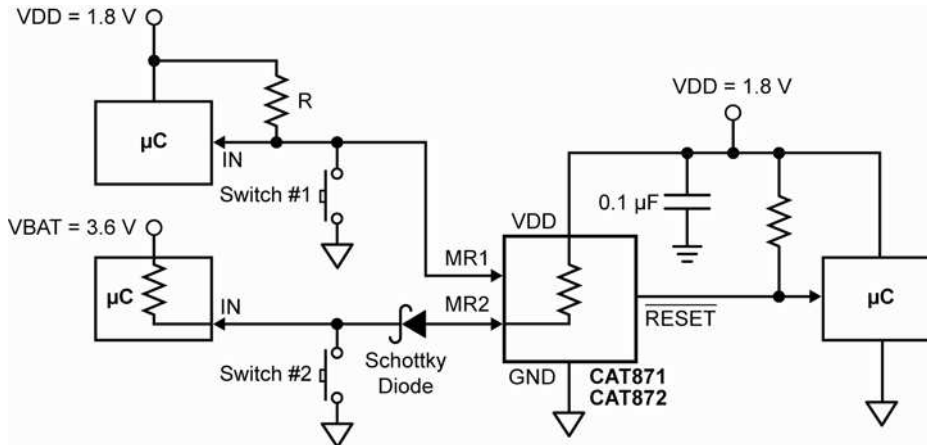 VDD = 1.8 V
R
µC
IN
Switch #1
VBAT = 3.6 V
µC
IN
Switch #2
Schottky
Diode
MR1
MR2
VDD
GND
CAT871
CAT872
RESET
VDD = 1.8 V
0.1 µF
µC